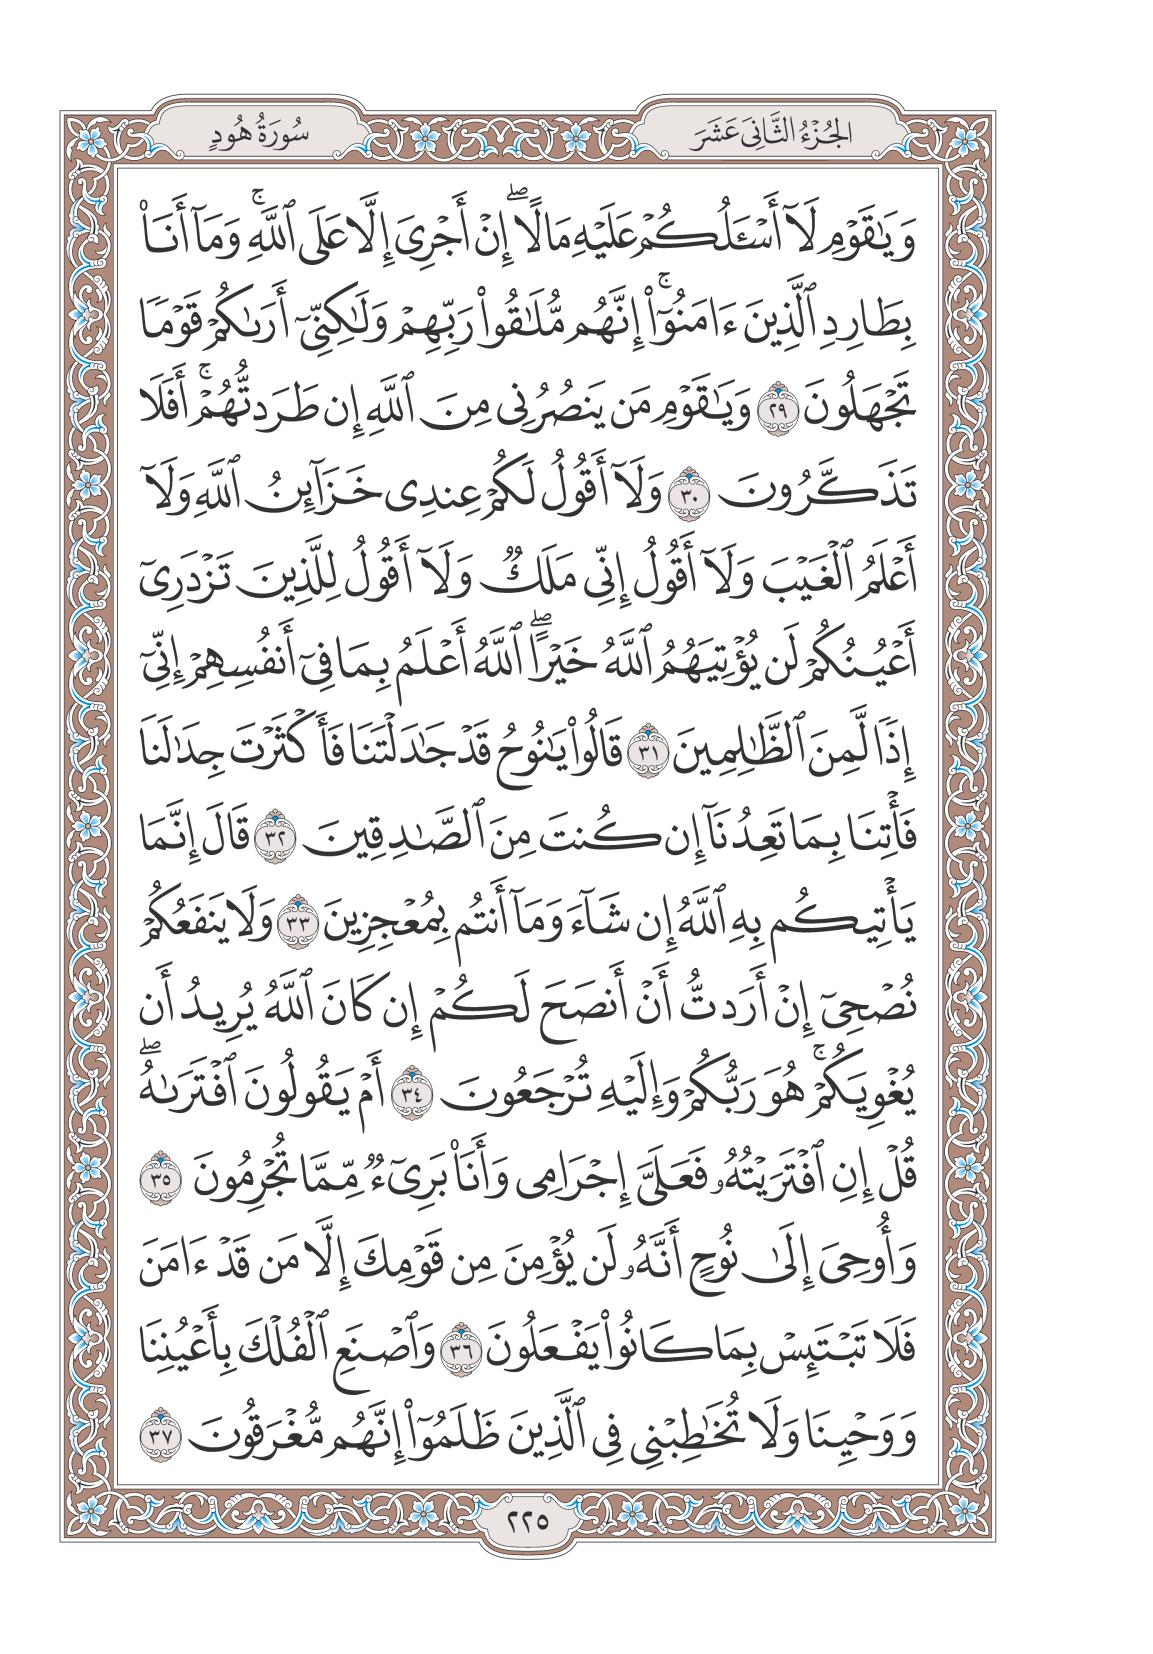 الجُزْءُ الثَّانِيَ عَشَرَ
سُورَةُ هُودٍ
وَيَـٰقَوْمِ لَآ أَسْـَٔلُكُمْ عَلَيْهِ مَالًا ۖ إِنْ أَجْرِىَ إِلَّا عَلَى ٱللَّهِ ۚ وَمَآ أَنَا۠
بِطَارِدِ ٱلَّذِينَ ءَامَنُوٓا۟ ۚ إِنَّهُم مُّلَـٰقُوا۟ رَبِّهِمْ وَلَـٰكِنِّىٓ أَرَىٰكُمْ قَوْمًا
تَجْهَلُونَ ٢٩ وَيَـٰقَوْمِ مَن يَنصُرُنِى مِنَ ٱللَّهِ إِن طَرَدتُّهُمْ ۚ أَفَلَا
تَذَكَّرُونَ ٣٠ وَلَآ أَقُولُ لَكُمْ عِندِى خَزَآئِنُ ٱللَّهِ وَلَآ
أَعْلَمُ ٱلْغَيْبَ وَلَآ أَقُولُ إِنِّى مَلَكٌ وَلَآ أَقُولُ لِلَّذِينَ تَزْدَرِىٓ
أَعْيُنُكُمْ لَن يُؤْتِيَهُمُ ٱللَّهُ خَيْرًا ۖ ٱللَّهُ أَعْلَمُ بِمَا فِىٓ أَنفُسِهِمْ إِنِّىٓ
إِذًا لَّمِنَ ٱلظَّـٰلِمِينَ ٣١ قَالُوا۟ يَـٰنُوحُ قَدْ جَـٰدَلْتَنَا فَأَكْثَرْتَ جِدَٰلَنَا
فَأْتِنَا بِمَا تَعِدُنَآ إِن كُنتَ مِنَ ٱلصَّـٰدِقِينَ ٣٢ قَالَ إِنَّمَا
يَأْتِيكُم بِهِ ٱللَّهُ إِن شَآءَ وَمَآ أَنتُم بِمُعْجِزِينَ ٣٣ وَلَا يَنفَعُكُمْ
نُصْحِىٓ إِنْ أَرَدتُّ أَنْ أَنصَحَ لَكُمْ إِن كَانَ ٱللَّهُ يُرِيدُ أَن
يُغْوِيَكُمْ ۚ هُوَ رَبُّكُمْ وَإِلَيْهِ تُرْجَعُونَ ٣٤ أَمْ يَقُولُونَ ٱفْتَرَىٰهُ ۖ
قُلْ إِنِ ٱفْتَرَيْتُهُۥ فَعَلَىَّ إِجْرَامِى وَأَنَا۠ بَرِىٓءٌ مِّمَّا تُجْرِمُونَ ٣٥
وَأُوحِىَ إِلَىٰ نُوحٍ أَنَّهُۥ لَن يُؤْمِنَ مِن قَوْمِكَ إِلَّا مَن قَدْ ءَامَنَ
فَلَا تَبْتَئِسْ بِمَا كَانُوا۟ يَفْعَلُونَ ٣٦ وَٱصْنَعِ ٱلْفُلْكَ بِأَعْيُنِنَا
وَوَحْيِنَا وَلَا تُخَـٰطِبْنِى فِى ٱلَّذِينَ ظَلَمُوٓا۟ إِنَّهُم مُّغْرَقُونَ ٣٧
٢٢٥